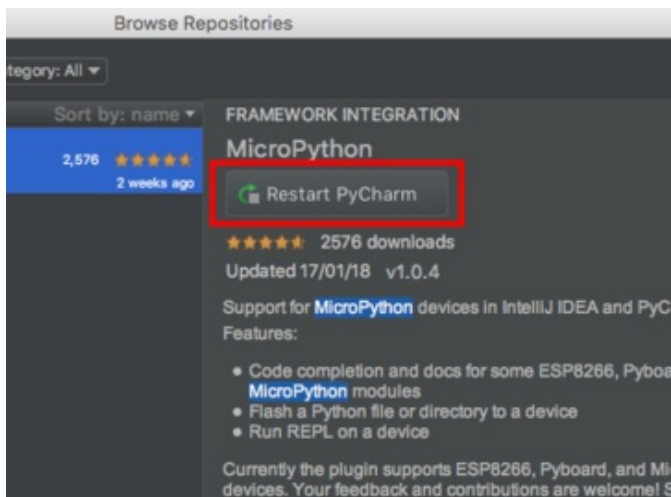 Browse Repositories
ategory: All
Sort by: name
2,576
2 weeks ago
FRAMEWORK INTEGRATION
MicroPython
Restart PyCharm
2576 downloads
Updated 17/01/18 v1.0.4
Support for MicroPython devices in IntelliJ IDEA and PyC
Features:
Code completion and docs for some ESP8266, Pyboa
MicroPython modules
Flash a Python file or directory to a device
Run REPL on a device
Currently the plugin supports ESP8266, Pyboard, and Mi
devices. Your feedback and contributions are welcome! S